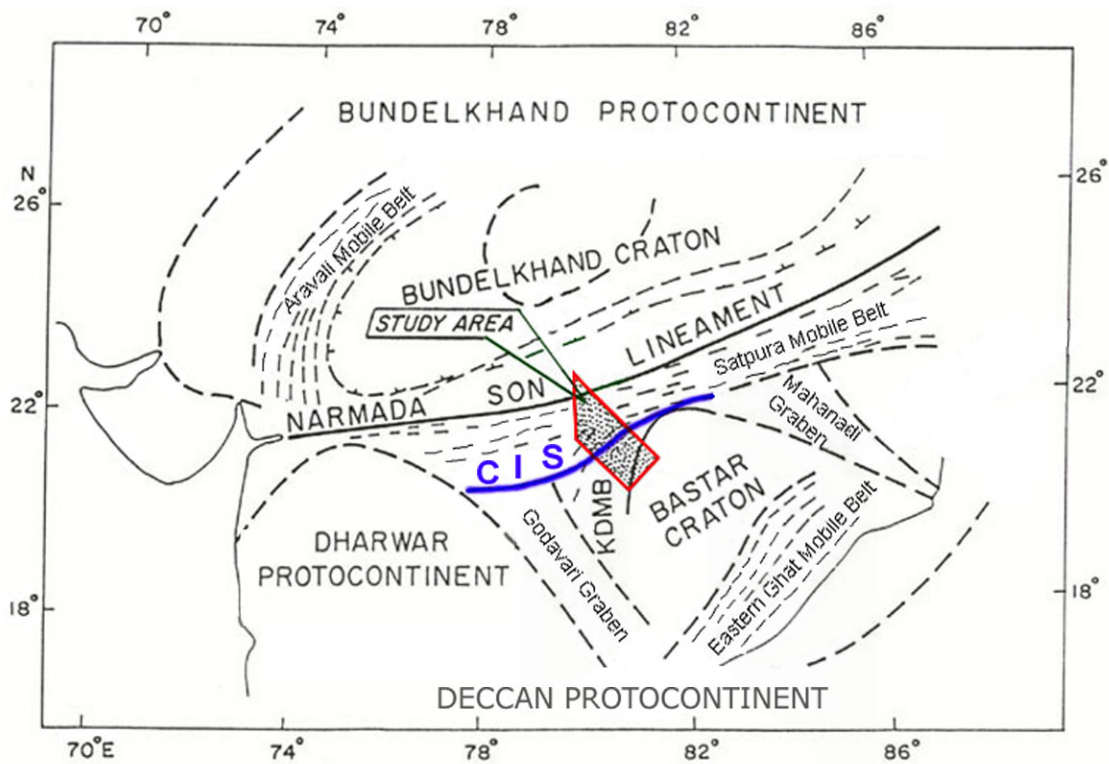 70° 74° 78° 82° 86°
BUNDELKHAND PROTOCONTINENT
N
26°
26°
Aravali Mobile Belt
BUNDELKHAND CRATON
STUDY AREA
LINEAMENT
Satpura Mobile Belt
22°
22°
NARMADA SON
Mahanadi
Graben
C I S
BASTAR
CRATON
KDMB
Godavari Graben
Eastern Ghat Mobile Belt
DHARWAR
PROTOCONTINENT
18°
18°
DECCAN PROTOCONTINENT
70°E 74° 78° 82° 86°